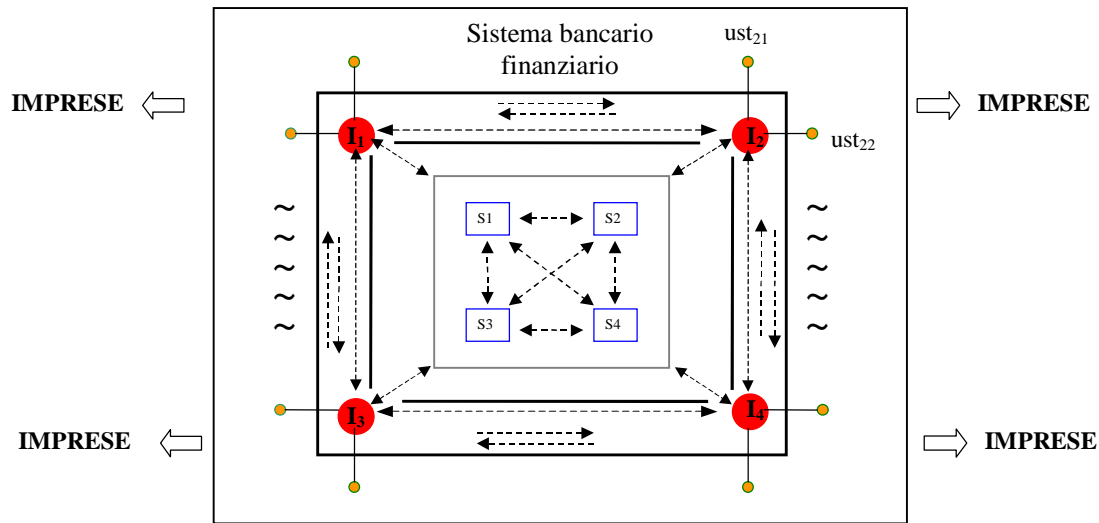 Sistema bancario
finanziario
ust21
IMPRESE
IMPRESE
I1
I2
ust22
S1
S2
~
~
~
~
~
~
~
~
~
~
S3
S4
I3
I4
IMPRESE
IMPRESE